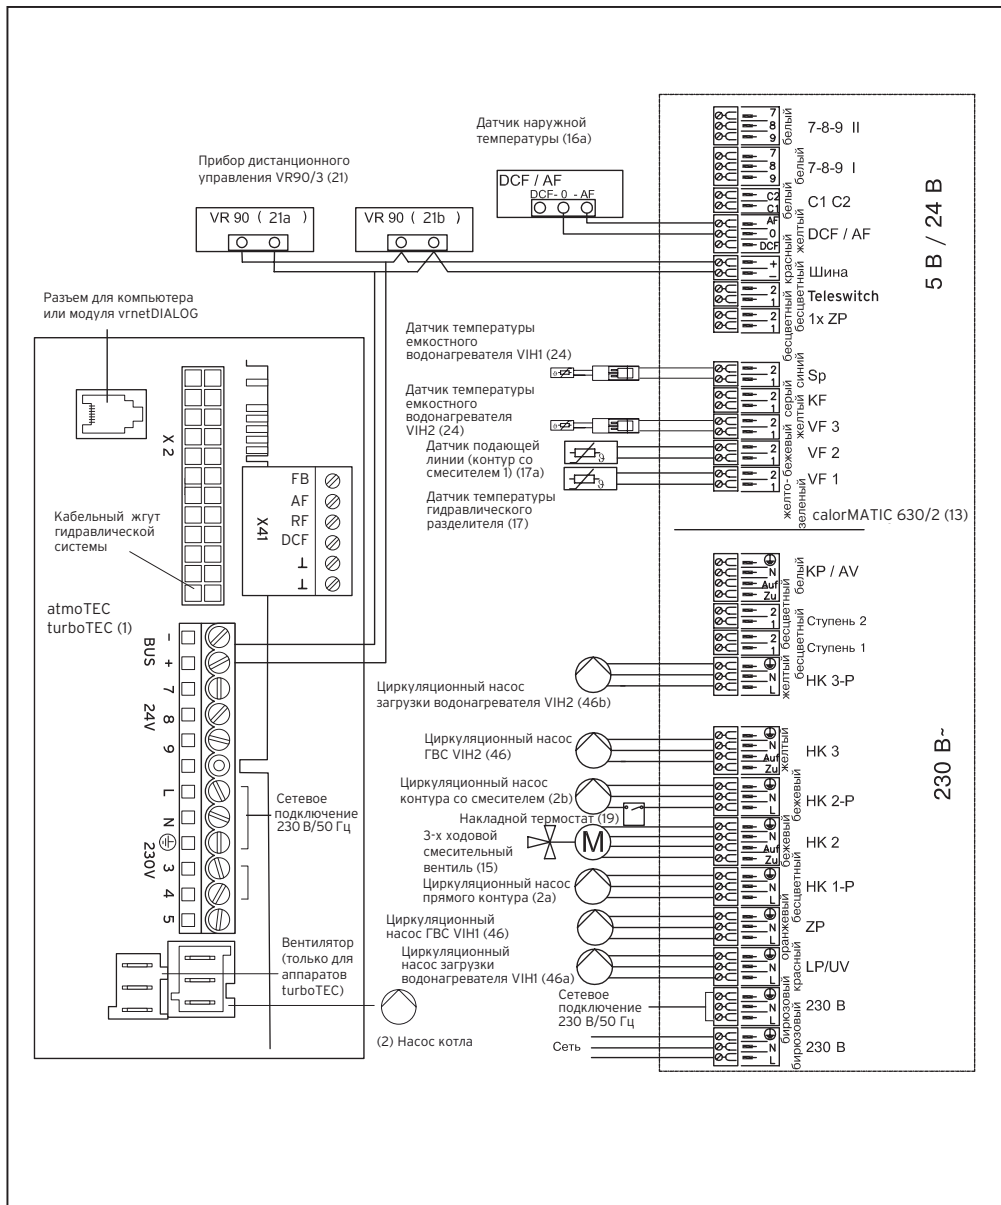 Датчик наружной
температуры (16a)
Прибор дистанционного
управления VR90/3 (21)
DCF / AF
DCF- 0 - AF
VR 90 ( 21a )
VR 90 ( 21b )
Разъем для компьютера
или модуля vrnetDIALOG
Датчик температуры
емкостного
водонагревателя VIH1 (24)
Датчик температуры
емкостного
водонагревателя
VIH2 (24)
Датчик подающей
линии (контур со
смесителем 1) (17a)
Датчик температуры
гидравлического
разделителя (17)
X 2
X41
FB
AF
RF
DCF
⊥
⊥
Кабельный жгут
гидравлической
системы
atmoTEC
turboTEC (1)
–
+
BUS
7
8
9
24V
L
N
230V
3
4
5
Сетевое
подключение
230 В/50 Гц
Вентилятор
(только для
аппаратов
turboTEC)
(2) Насос котла
Циркуляционный насос
загрузки водонагревателя VIH2 (46b)
Циркуляционный насос
ГВС VIH2 (46)
Циркуляционный насос
контура со смесителем (2b)
Накладной термостат (19)
3-х ходовой
смесительный
вентиль (15)
M
Циркуляционный насос
прямого контура (2a)
Циркуляционный
насос ГВС VIH1 (46)
Циркуляционный
насос загрузки
водонагревателя VIH1 (46a)
Сетевое
подключение
230 В/50 Гц
Сеть
5 В / 24 В
7
8
9
белый
7-8-9 II
7
8
9
белый
7-8-9 I
C2
C1
белый
C1 C2
AF
0
DCF
желтый
DCF / AF
+
–
красный
Шина
2
1
бесцветный
Teleswitch
2
1
бесцветный
1x ZP
2
1
синий
Sp
2
1
серый
KF
2
1
желтый
VF 3
2
1
желто-бежевый
VF 2
2
1
зеленый
VF 1
calorMATIC 630/2 (13)
230 В~
N
Auf
Zu
белый
KP / AV
2
1
бесцветный
Ступень 2
2
1
бесцветный
Ступень 1
N
L
желтый
HK 3-P
N
Auf
Zu
желтый
HK 3
N
L
бежевый
HK 2-P
N
Auf
Zu
бежевый
HK 2
N
L
бесцветный
HK 1-P
N
L
оранжевый
ZP
N
L
красный
LP/UV
N
L
бирюзовый
230 В
N
L
бирюзовый
230 В